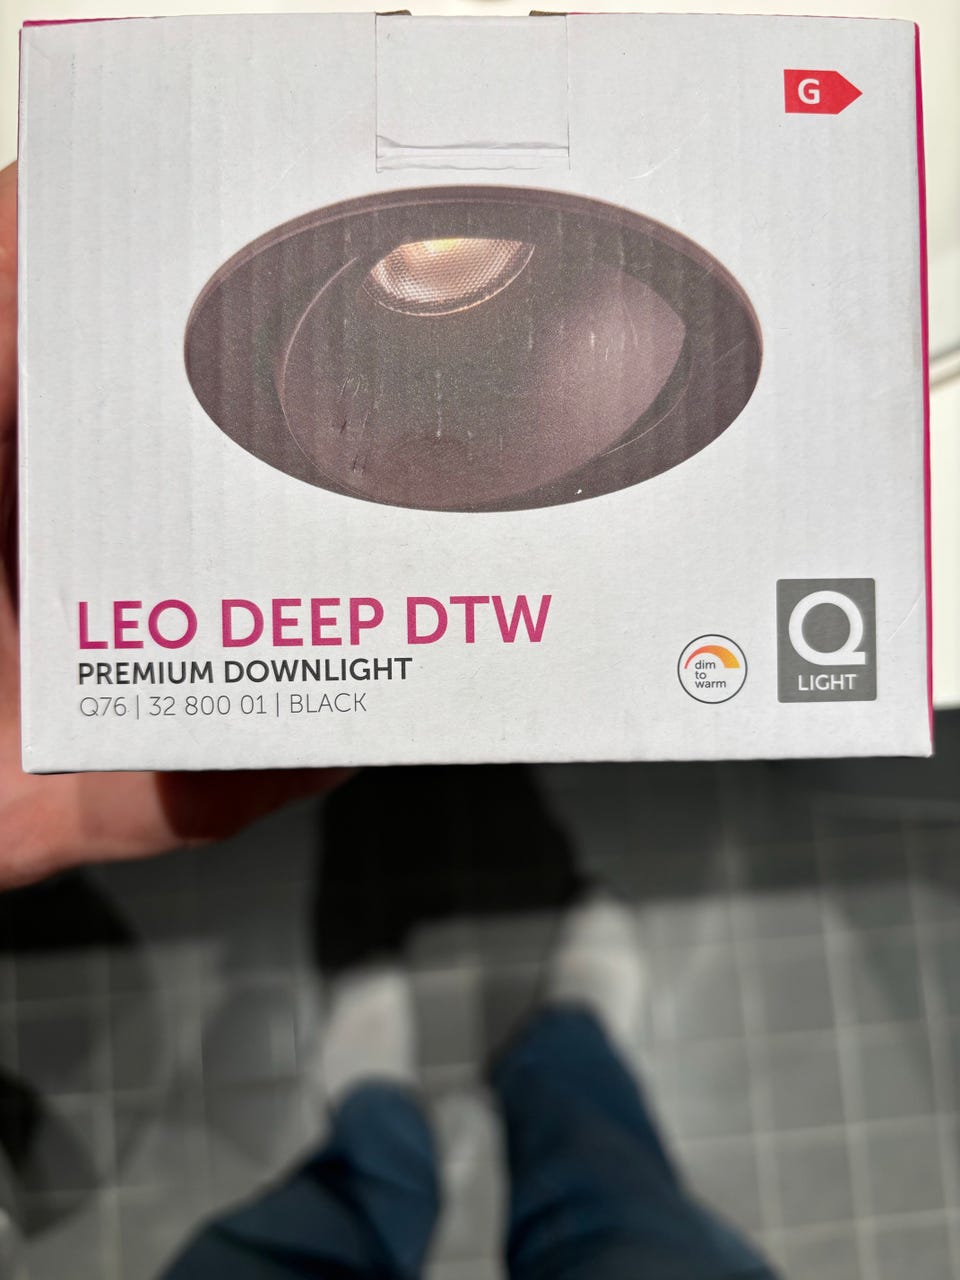 G
LEO DEEP DTW
PREMIUM DOWNLIGHT
Q76 | 32 800 01 | BLACK
dim
to
warm
Q
LIGHT